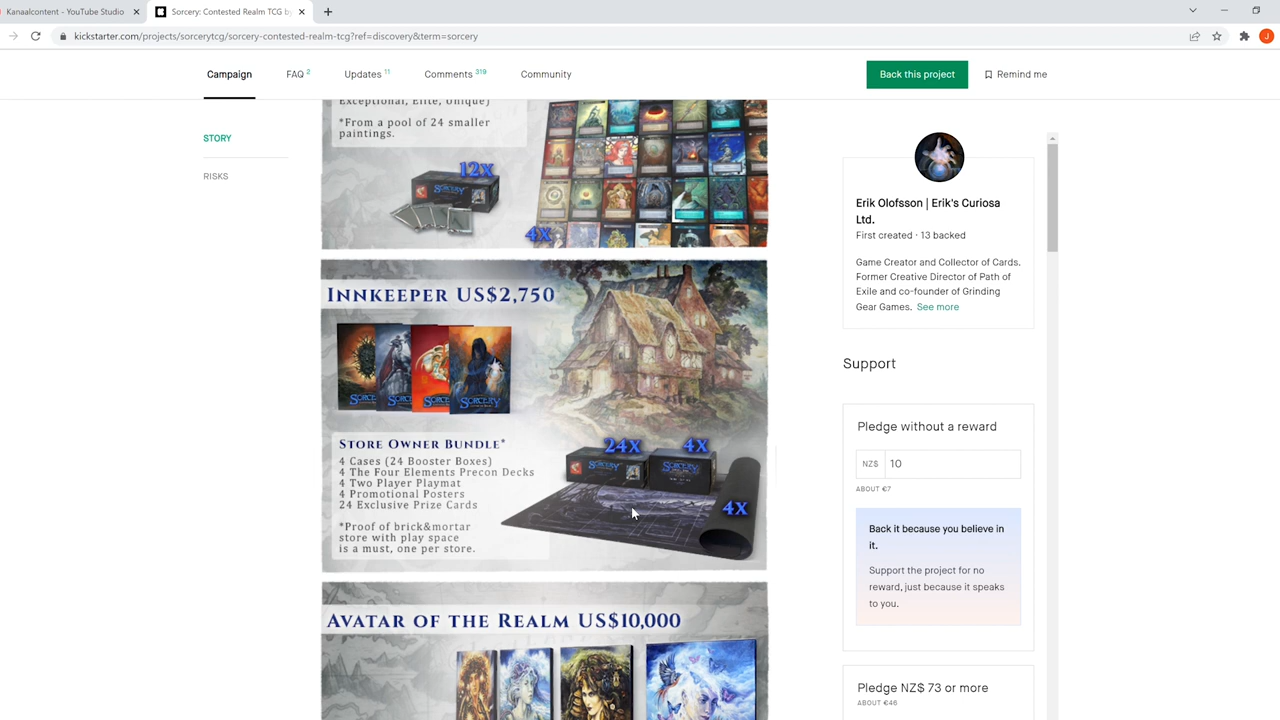 Kanaalcontent - YouTube Studio
Sorcery: Contested Realm TCG by
kickstarter.com/projects/sorcerytcg/sorcery-contested-realm-tcg?ref=discovery&term=sorcery
J
Campaign
FAQ 2
Updates 11
Comments 319
Community
Back this project
Remind me
STORY
RISKS
Exceptional, Elite, Unique)
*From a pool of 24 smaller
paintings.
12X
SORCERY
4X
INNKEEPER US$2,750
SORCERY
STORE OWNER BUNDLE*
4 Cases (24 Booster Boxes)
4 The Four Elements Precon Decks
4 Two Player Playmat
4 Promotional Posters
24 Exclusive Prize Cards
*Proof of brick&mortar
store with play space
is a must, one per store.
24X
4X
SORCERY
SORCERY
4X
AVATAR OF THE REALM US$10,000
Erik Olofsson | Erik's Curiosa
Ltd.
First created · 13 backed
Game Creator and Collector of Cards.
Former Creative Director of Path of
Exile and co-founder of Grinding
Gear Games. See more
Support
Pledge without a reward
NZ$ 10
ABOUT €7
Back it because you believe in
it.
Support the project for no
reward, just because it speaks
to you.
Pledge NZ$ 73 or more
ABOUT €46